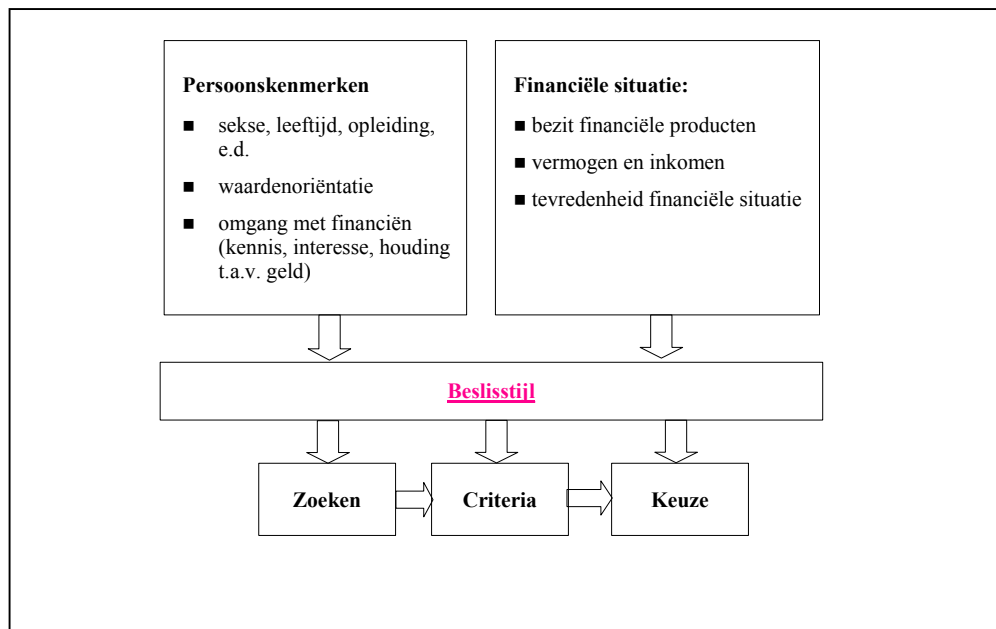 Persoonskenmerken
■ sekse, leeftijd, opleiding,
e.d.
■ waardenoriëntatie
■ omgang met financiën
(kennis, interesse, houding
t.a.v. geld)
Financiële situatie:
■ bezit financiële producten
■ vermogen en inkomen
■ tevredenheid financiële situatie
Beslisstijl
Zoeken
Criteria
Keuze